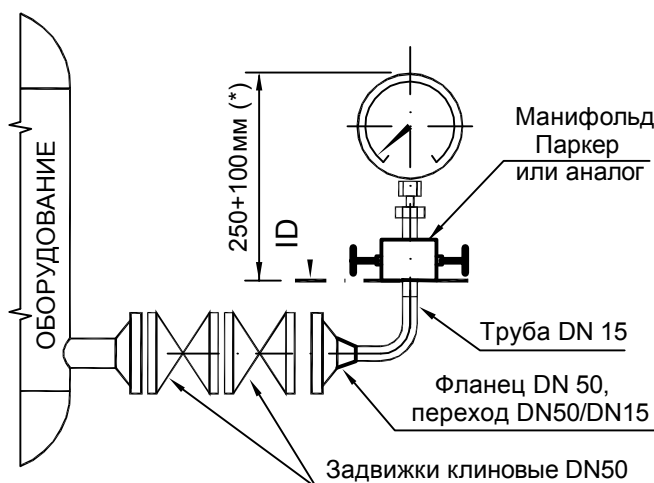 ОБОРУДОВАНИЕ
250+100мм (*)
ID
Манифольд
Паркер
или аналог
Труба DN 15
Фланец DN 50,
переход DN50/DN15
Задвижки клиновые DN50